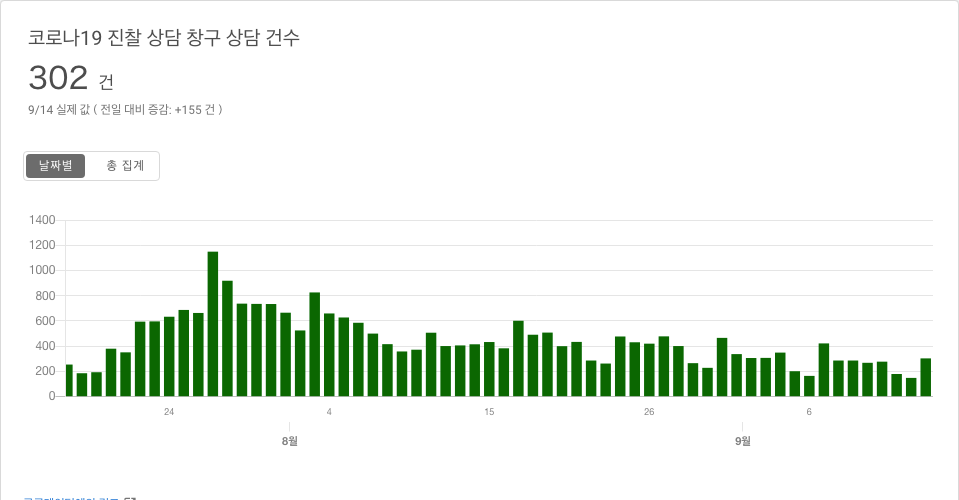 코로나19 진찰 상담 창구 상담 건수
302 건
9/14 실제 값 ( 전일 대비 증감: +155 건 )
날짜별 총 집계
1400
1200
1000
800
600
400
200
0
24 4 15 26 6
8월 9월